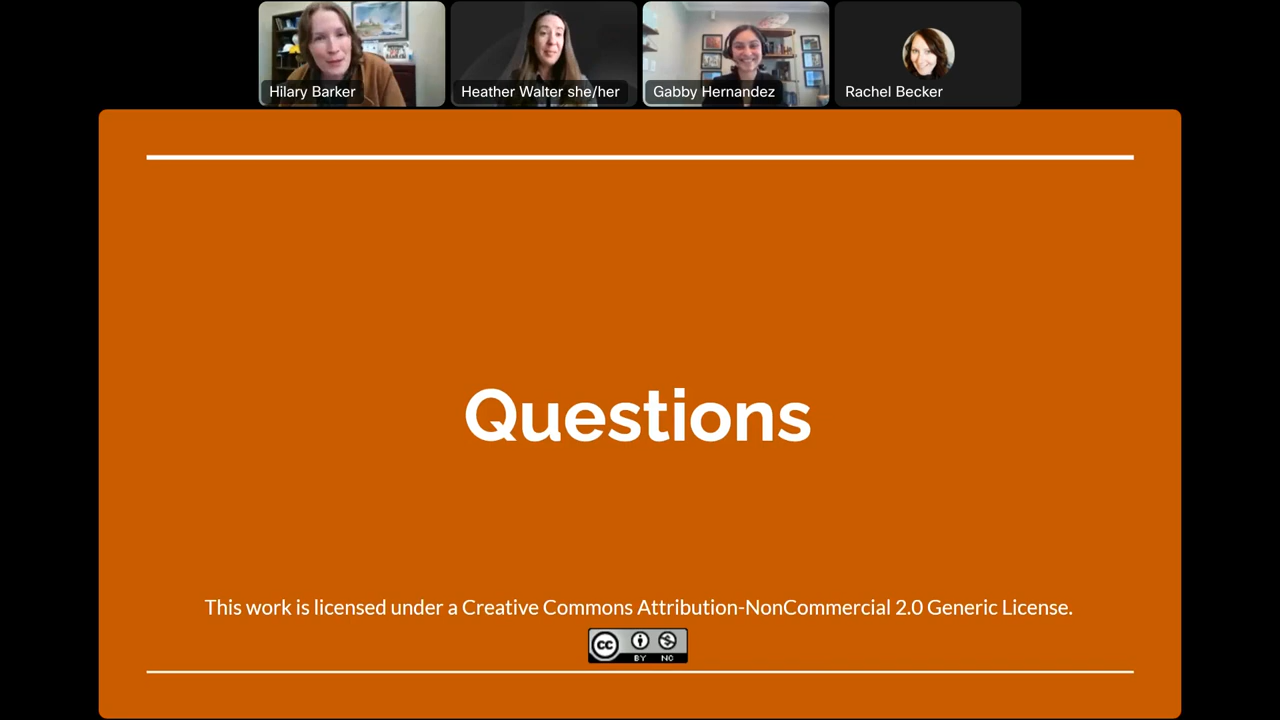 Hilary Barker
Heather Walter she/her
Gabby Hernandez
Rachel Becker
Questions
This work is licensed under a Creative Commons Attribution-NonCommercial 2.0 Generic License.
cc
BY NC